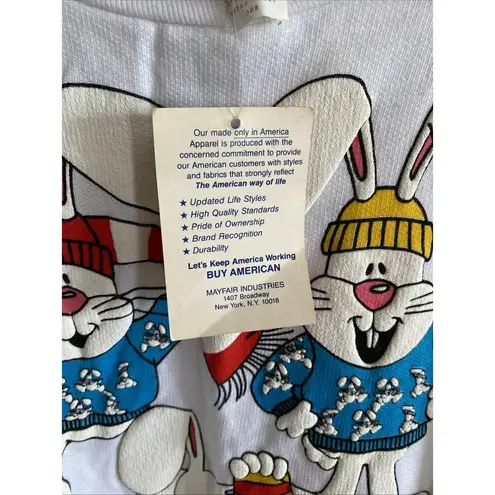 Our made only in America
Apparel is produced with the
concerned commitment to provide
our American customers with styles
and fabrics that strongly reflect
The American way of life
★ Updated Life Styles
★ High Quality Standards
★ Pride of Ownership
★ Brand Recognition
★ Durability
Let's Keep America Working
BUY AMERICAN
MAYFAIR INDUSTRIES
1407 Broadway
New York, N.Y. 10018